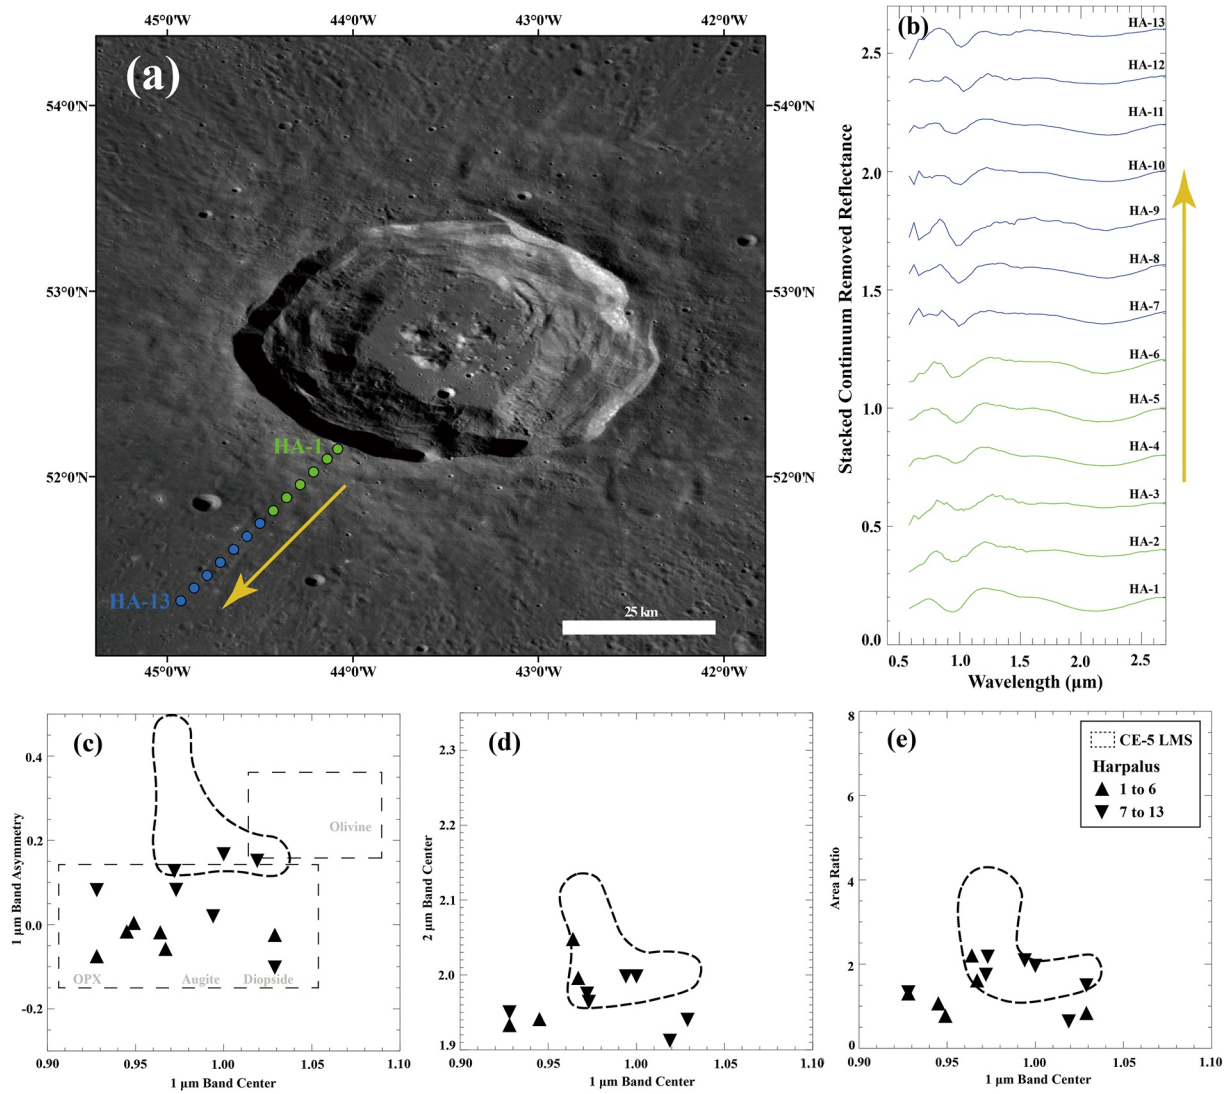 45°0'W 44°0'W 43°0'W 42°0'W
(a)
54°0'N 54°0'N
53°0'N 53°0'N
52°0'N 52°0'N
HA-1
HA-13
25 km
45°0'W 44°0'W 43°0'W 42°0'W
(b)
Stacked Continuum Removed Reflectance
2.5
2.0
1.5
1.0
0.5
0.0
HA-13
HA-12
HA-11
HA-10
HA-9
HA-8
HA-7
HA-6
HA-5
HA-4
HA-3
HA-2
HA-1
0.5 1.0 1.5 2.0 2.5
Wavelength (μm)
(c)
1 μm Band Asymmetry
0.4
0.2
0.0
-0.2
Olivine
OPX Augite Diopside
0.90 0.95 1.00 1.05 1.10
1 μm Band Center
(d)
2 μm Band Center
2.3
2.2
2.1
2.0
1.9
0.90 0.95 1.00 1.05 1.10
1 μm Band Center
(e)
Area Ratio
8
6
4
2
0
CE-5 LMS
Harpalus
1 to 6
7 to 13
0.90 0.95 1.00 1.05 1.10
1 μm Band Center